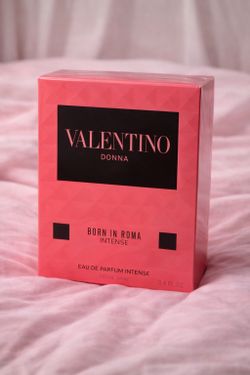 VALENTINO
DONNA
BORN IN ROMA
INTENSE
EAU DE PARFUM INTENSE